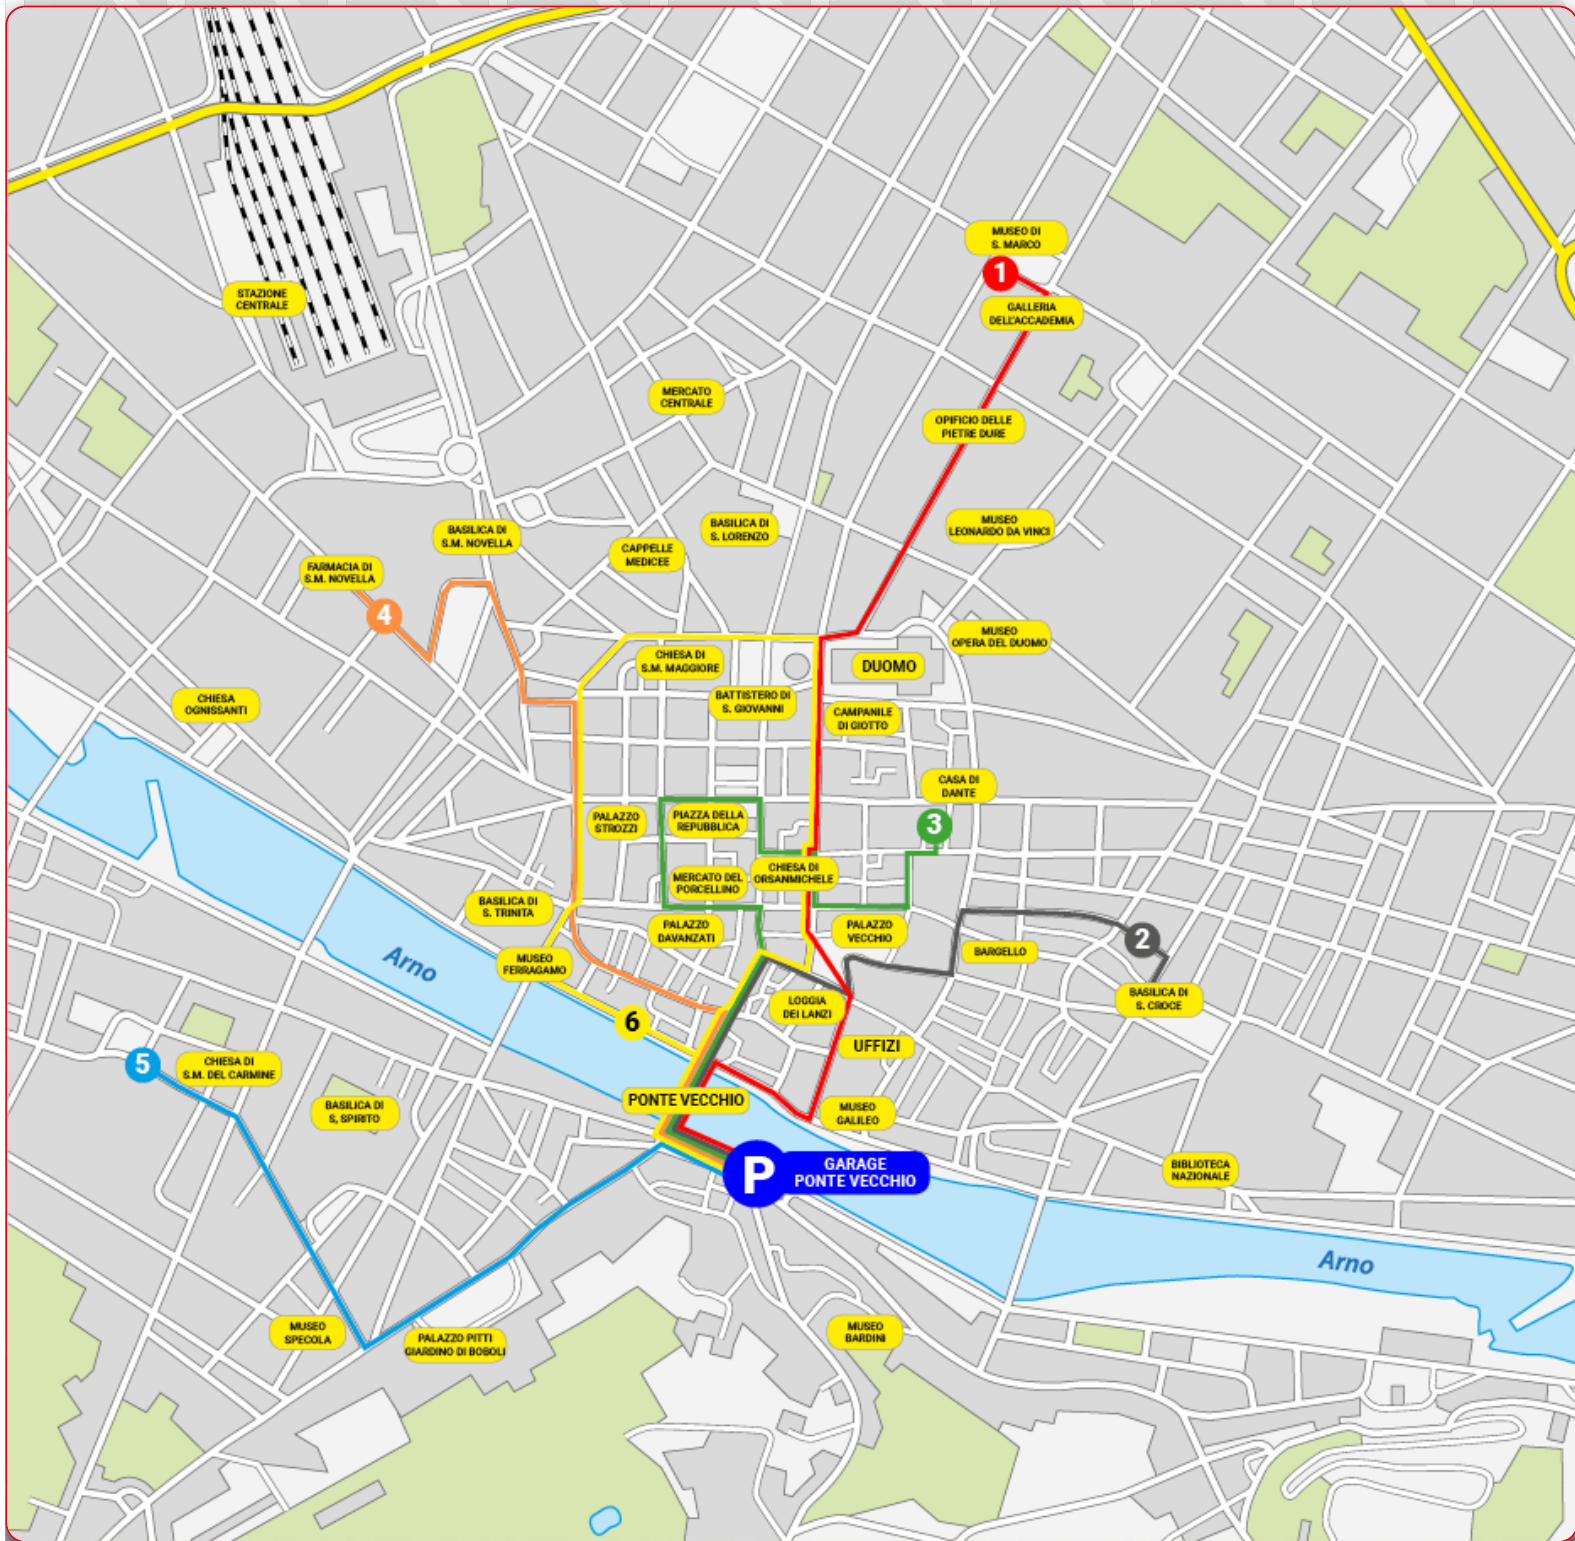 MUSEO DI
S. MARCO
1
GALLERIA
DELL'ACCADEMIA
STAZIONE
CENTRALE
MERCATO
CENTRALE
OPIFICIO DELLE
PIETRE DURE
BASILICA DI
S. LORENZO
MUSEO
LEONARDO DA VINCI
BASILICA DI
S.M. NOVELLA
CAPPELLE
MEDICEE
FARMACIA DI
S.M. NOVELLA
4
MUSEO
OPERA DEL DUOMO
CHIESA DI
S.M. MAGGIORE
DUOMO
CHIESA
OGNISSANTI
BATTISTERO DI
S. GIOVANNI
CAMPANILE
DI GIOTTO
CASA DI
DANTE
PALAZZO
STROZZI
PIAZZA DELLA
REPUBBLICA
3
CHIESA DI
ORSANMICHELE
MERCATO DEL
PORCELLINO
BASILICA DI
S. TRINITA
PALAZZO
DAVANZATI
PALAZZO
VECCHIO
2
BARGELLO
Arno
MUSEO
FERRAGAMO
BASILICA DI
S. CROCE
LOGGIA
DEI LANZI
6
UFFIZI
5
CHIESA DI
S.M. DEL CARMINE
BASILICA DI
S, SPIRITO
PONTE VECCHIO
MUSEO
GALILEO
P
GARAGE
PONTE VECCHIO
BIBLIOTECA
NAZIONALE
Arno
MUSEO
SPECOLA
PALAZZO PITTI
GIARDINO DI BOBOLI
MUSEO
BARDINI